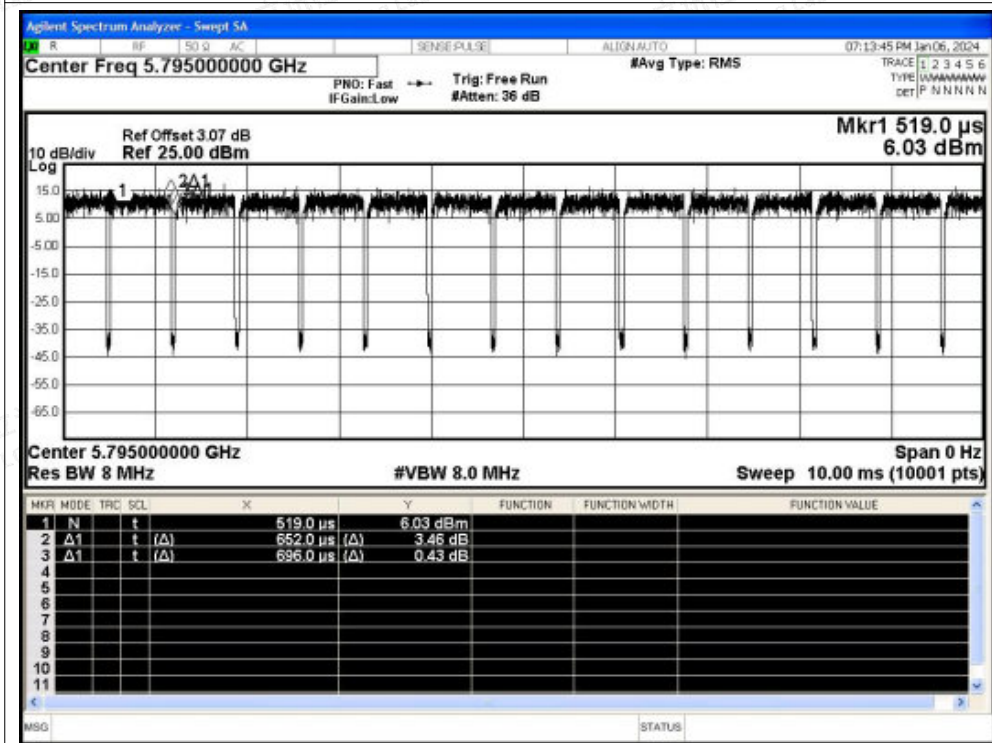 Agilent Spectrum Analyzer - Swept SA
LXI R RF 50 Ω AC SENSE:PULSE ALIGN AUTO 07:13:45 PM Jan 06, 2024
Center Freq 5.795000000 GHz #Avg Type: RMS TRACE 1 2 3 4 5 6
PNO: Fast Trig: Free Run TYPE WWWWWW
IFGain:Low #Atten: 36 dB DET P N N N N N
Mkr1 519.0 µs
Ref Offset 3.07 dB
10 dB/div Ref 25.00 dBm 6.03 dBm
Log
15.0
1 2Δ1
5.00
-5.00
-15.0
-25.0
-35.0
-45.0
-55.0
-65.0
Center 5.795000000 GHz Span 0 Hz
Res BW 8 MHz #VBW 8.0 MHz Sweep 10.00 ms (10001 pts)
MKR MODE TRC SCL X Y FUNCTION FUNCTION WIDTH FUNCTION VALUE
1 N t 519.0 µs 6.03 dBm
2 Δ1 t (Δ) 652.0 µs (Δ) 3.46 dB
3 Δ1 t (Δ) 696.0 µs (Δ) 0.43 dB
4
5
6
7
8
9
10
11
MSG STATUS